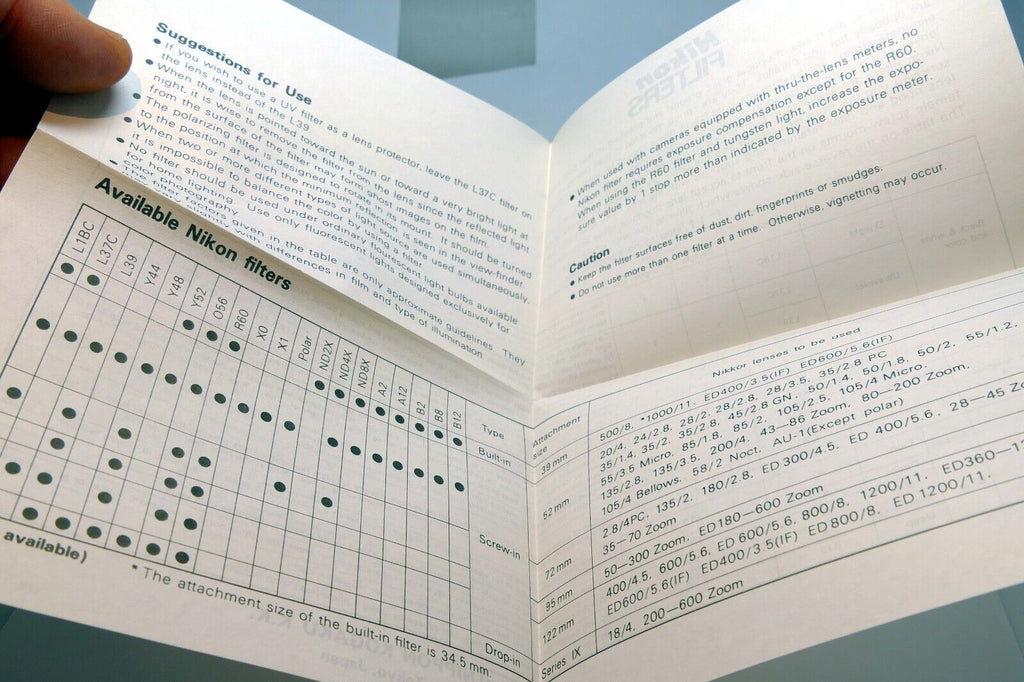 Suggestions for Use
• If you wish to use a UV filter as a lens protector, leave the L37C filter on
the lens instead of the L39
• When the lens is pointed toward the sun or toward a very bright light at
night, it is wise to remove the filter from the lens since the reflected light
from the surface of the filter may form images on the film.
• The polarizing filter is designed to rotate in its mount. It should be turned
to the position at which the minimum reflection is seen in the view-finder.
• When two or more different types of light source are used simultaneously,
it is impossible to balance the color by using a filter.
• No filter should be used under ordinary fluorescent light bulbs available
for home lighting. Use only fluorescent lights designed exclusively for
color photography.
given in the table are only approximate guidelines. They
with differences in film and type of illumination.
• When used with cameras equipped with thru-the-lens meters, no
Nikon filter requires exposure compensation except for the R60.
When using the R60 filter and tungsten light, increase the expo-
sure value by 1 stop more than indicated by the exposure meter.
Caution
• Keep the filter surfaces free of dust, dirt, fingerprints or smudges.
• Do not use more than one filter at a time. Otherwise, vignetting may occur.
Available Nikon filters
L1BC L37C L39 Y44 Y48 Y52 O56 R60 X0 X1 Polar ND2X ND4X ND8X A2 A12 B2 B8 B12 Type
Built-in
Screw-in
Drop-in
Attachment
size
Nikkor lenses to be used
500/8. *1000/11. ED400/3.5(IF) ED600/5.6(IF)
39 mm
20/4. 24/2.8. 28/2. 28/2.8. 28/3.5. 35/2.8 PC
35/1.4. 35/2. 35/2.8. 45/2.8 GN. 50/1.4. 50/1.8. 50/2. 55/1.2.
55/3.5 Micro. 85/1.8. 85/2. 105/2.5. 105/4 Micro.
135/2.8. 135/3.5. 200/4. 43—86 Zoom. 80—200 Zoom.
105/4 Bellows. 58/2 Noct. AU-1(Except polar)
52 mm
2.8/4PC. 135/2. 180/2.8. ED 300/4.5. ED 400/5.6. 28—45 Z
35—70 Zoom
72 mm
50—300 Zoom. ED180—600 Zoom
95 mm
400/4.5. 600/5.6. ED 600/5.6. 800/8. 1200/11. ED360—1
ED600/5.6(IF) ED400/3.5(IF) ED800/8. ED 1200/11.
122 mm
Series IX
18/4. 200—600 Zoom
available)
* The attachment size of the built-in filter is 34.5 mm.